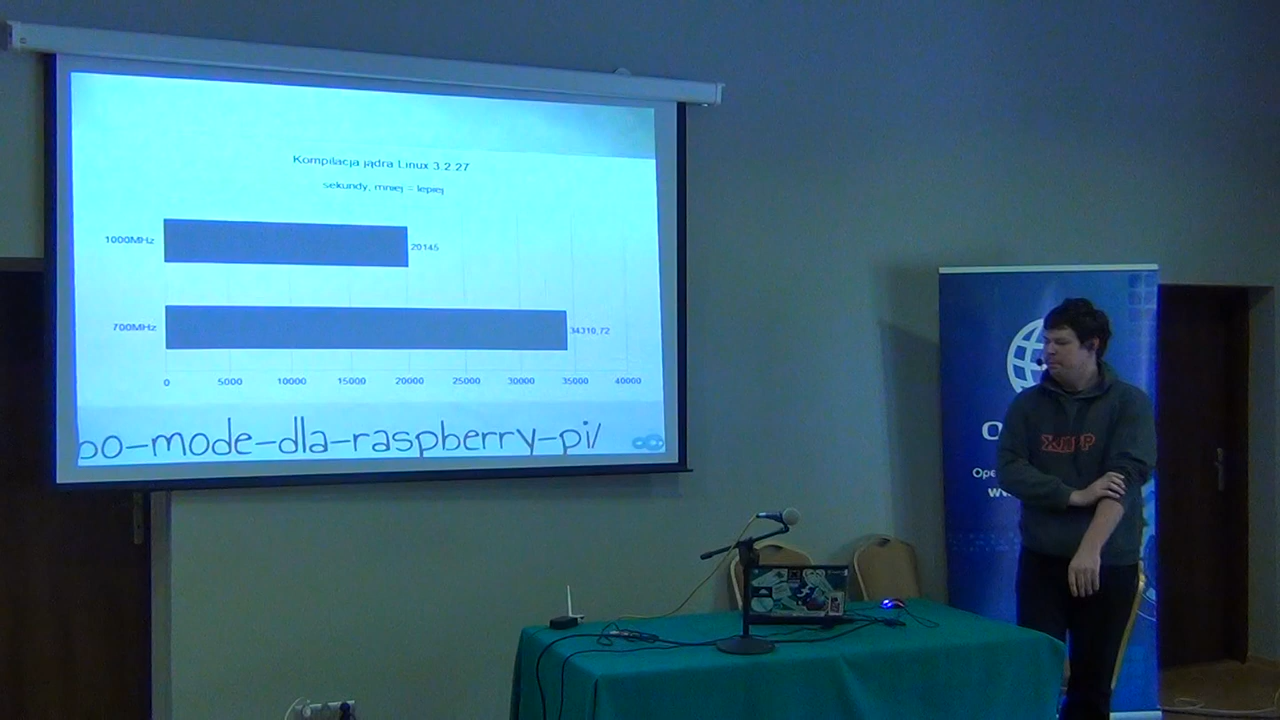 Kompilacja jądra Linux 3.2.27
sekundy, mniej = lepiej
1000MHz
20145
700MHz
34310,72
0 5000 10000 15000 20000 25000 30000 35000 40000
bo-mode-dla-raspberry-pi/
O
Ope
ww